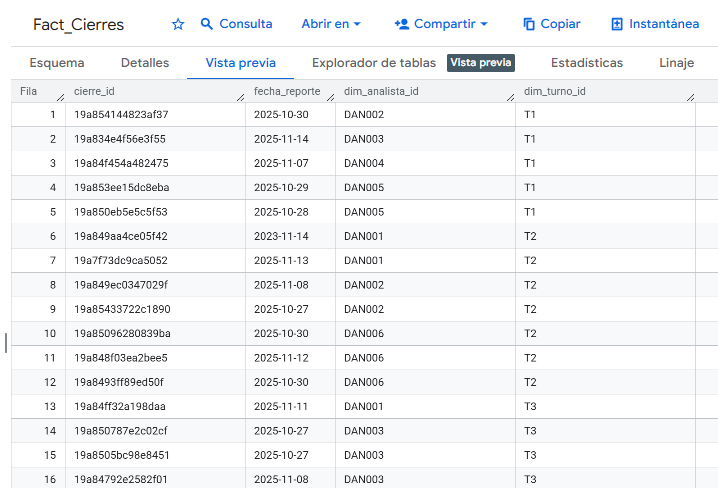 Fact_Cierres Consulta Abrir en Compartir Copiar Instantánea
Esquema Detalles Vista previa Explorador de tablas Vista previa Estadísticas Linaje
Fila cierre_id fecha_reporte dim_analista_id dim_turno_id
1 19a854144823af37 2025-10-30 DAN002 T1
2 19a834e4f56e3f55 2025-11-14 DAN003 T1
3 19a84f454a482475 2025-11-07 DAN004 T1
4 19a853ee15dc8eba 2025-10-29 DAN005 T1
5 19a850eb5e5c5f53 2025-10-28 DAN005 T1
6 19a849aa4ce05f42 2023-11-14 DAN001 T2
7 19a7f73dc9ca5052 2025-11-13 DAN001 T2
8 19a849ec0347029f 2025-11-08 DAN002 T2
9 19a85433722c1890 2025-10-27 DAN002 T2
10 19a85096280839ba 2025-10-30 DAN006 T2
11 19a848f03ea2bee5 2025-11-12 DAN006 T2
12 19a8493ff89ed50f 2025-10-30 DAN006 T2
13 19a84ff32a198daa 2025-11-11 DAN001 T3
14 19a850787e2c02cf 2025-10-27 DAN003 T3
15 19a8505bc98e8451 2025-10-27 DAN003 T3
16 19a84792e2582f01 2025-11-08 DAN003 T3